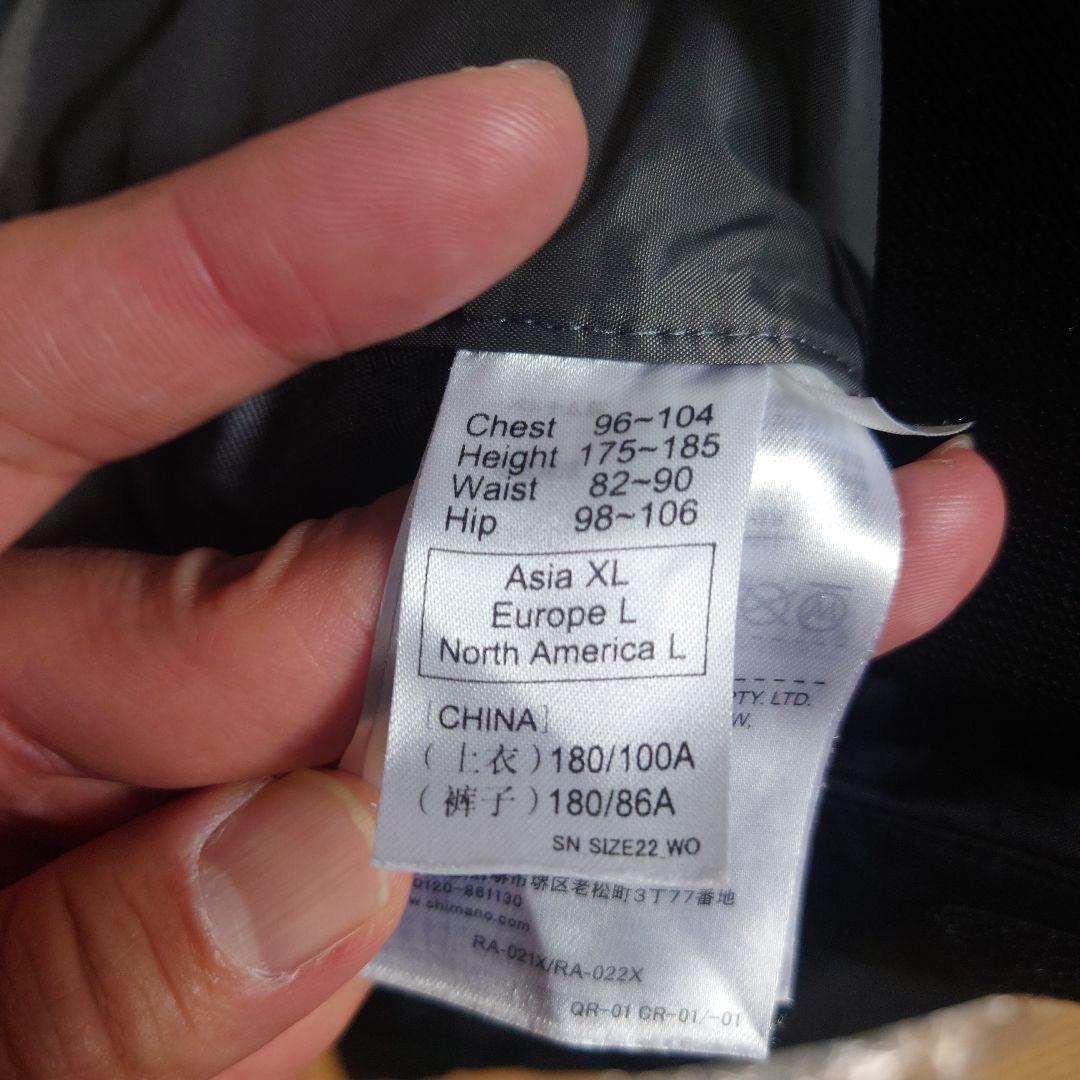 Chest 96~104
Height 175~185
Waist 82~90
Hip 98~106
Asia XL
Europe L
North America L
[CHINA]
(上衣)180/100A
(裤子)180/86A
SN SIZE22_WO
PTY. LTD.
W,
堺市堺区老松町3丁77番地
0120-861130
w.shimano.com
RA-021X/RA-022X
QR-01 CR-01/-01